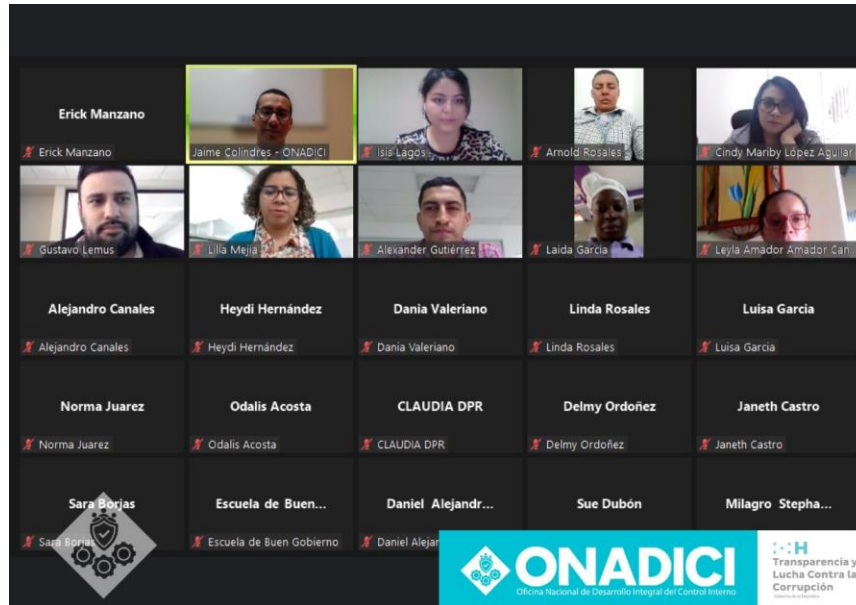 Erick Manzano
Erick Manzano
Jaime Colindres - ONADICI
Isis Lagos
Arnold Rosales
Cindy Mariby López Aguilar
Gustavo Lemus
Lilia Mejia
Alexander Gutiérrez
Laida García
Leyla Amador Amador Can...
Alejandro Canales
Heydi Hernández
Dania Valeriano
Linda Rosales
Luisa Garcia
Alejandro Canales
Heydi Hernández
Dania Valeriano
Linda Rosales
Luisa Garcia
Norma Juarez
Odalis Acosta
CLAUDIA DPR
Delmy Ordoñez
Janeth Castro
Norma Juarez
Odalis Acosta
CLAUDIA DPR
Delmy Ordoñez
Janeth Castro
Sara Borjas
Escuela de Buen...
Daniel Alejandr...
Sue Dubón
Milagro Stepha...
Sara Borjas
Escuela de Buen Gobierno
Daniel Alejan
ONADICI
Oficina Nacional de Desarrollo Integral del Control Interno
H
Transparencia y
Lucha Contra la
Corrupción